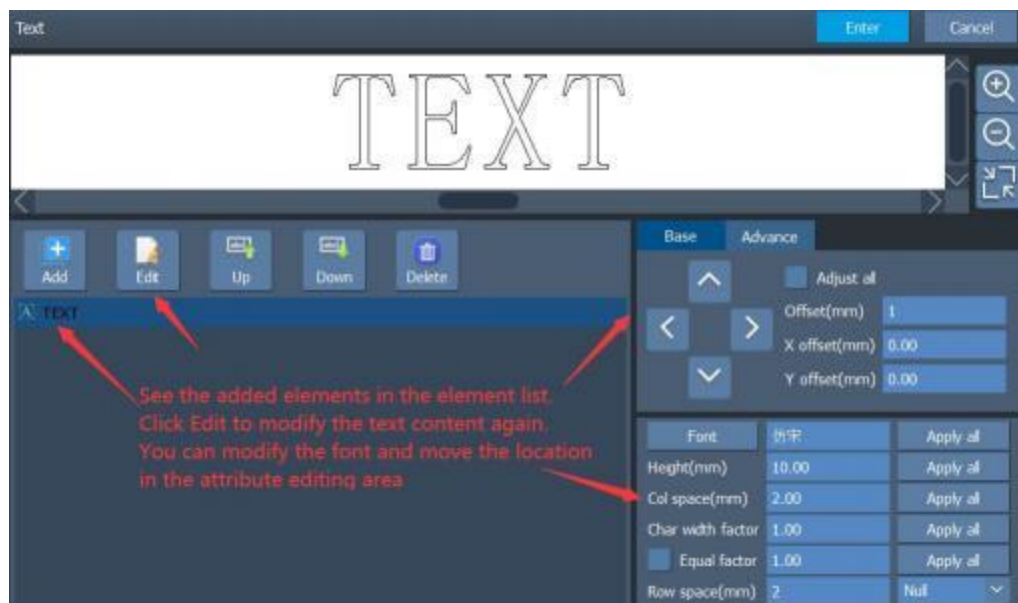 Text
Enter
Cancel
TEXT
Add
Edit
Up
Down
Delete
TEXT
See the added elements in the element list.
Click Edit to modify the text content again.
You can modify the font and move the location
in the attribute editing area
Base
Advance
Adjust all
Offset(mm) 1
X offset(mm) 0.00
Y offset(mm) 0.00
Font 仿宋 Apply all
Height(mm) 10.00 Apply all
Col space(mm) 2.00 Apply all
Char width factor 1.00 Apply all
Equal factor 1.00 Apply all
Row space(mm) 2 Null